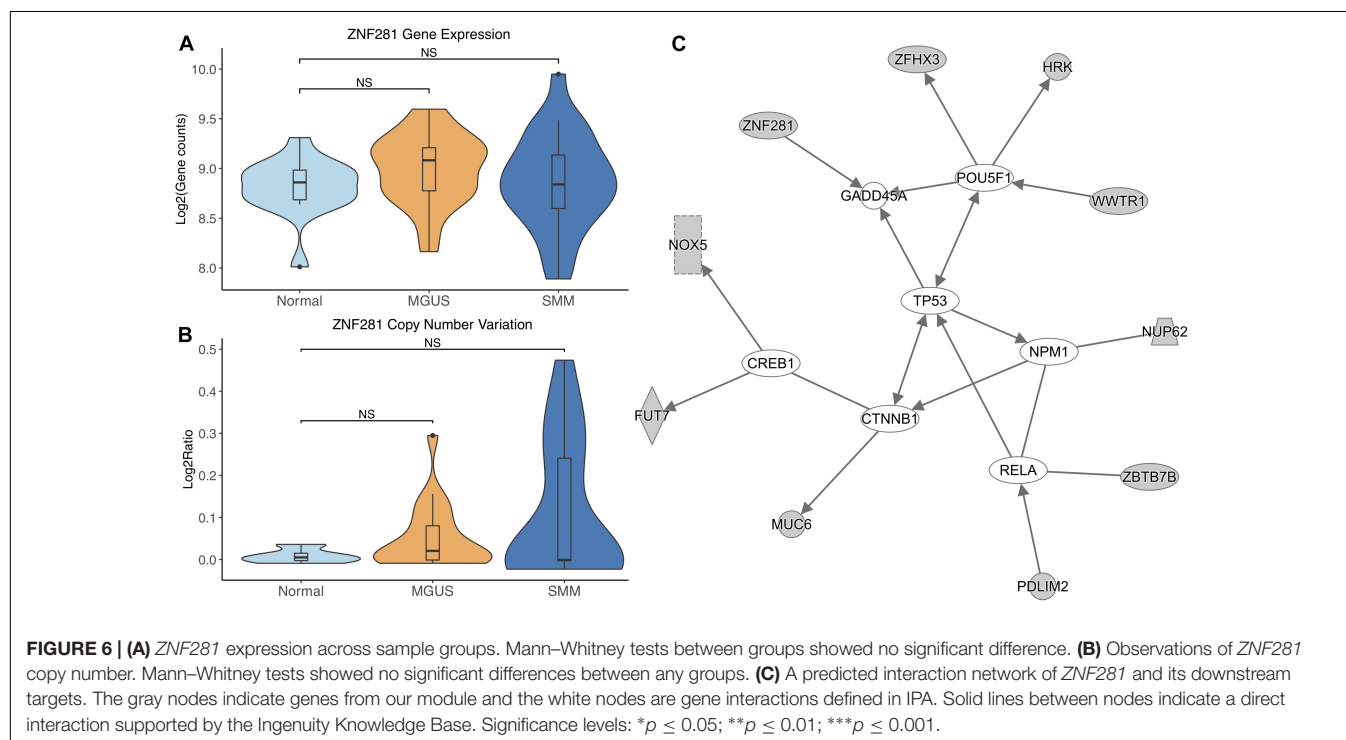 A
ZNF281 Gene Expression
NS
NS
10.0
9.5
9.0
8.5
8.0
Log2(Gene counts)
Normal MGUS SMM
B
ZNF281 Copy Number Variation
NS
NS
0.5
0.4
0.3
0.2
0.1
0.0
Log2Ratio
Normal MGUS SMM
C
ZFHX3
HRK
ZNF281
POU5F1
GADD45A
WWTR1
NOX5
TP53
NUP62
NPM1
CREB1
FUT7
CTNNB1
RELA
ZBTB7B
MUC6
PDLIM2
FIGURE 6 | (A) ZNF281 expression across sample groups. Mann–Whitney tests between groups showed no significant difference. (B) Observations of ZNF281
copy number. Mann–Whitney tests showed no significant differences between any groups. (C) A predicted interaction network of ZNF281 and its downstream
targets. The gray nodes indicate genes from our module and the white nodes are gene interactions defined in IPA. Solid lines between nodes indicate a direct
interaction supported by the Ingenuity Knowledge Base. Significance levels: *p ≤ 0.05; **p ≤ 0.01; ***p ≤ 0.001.